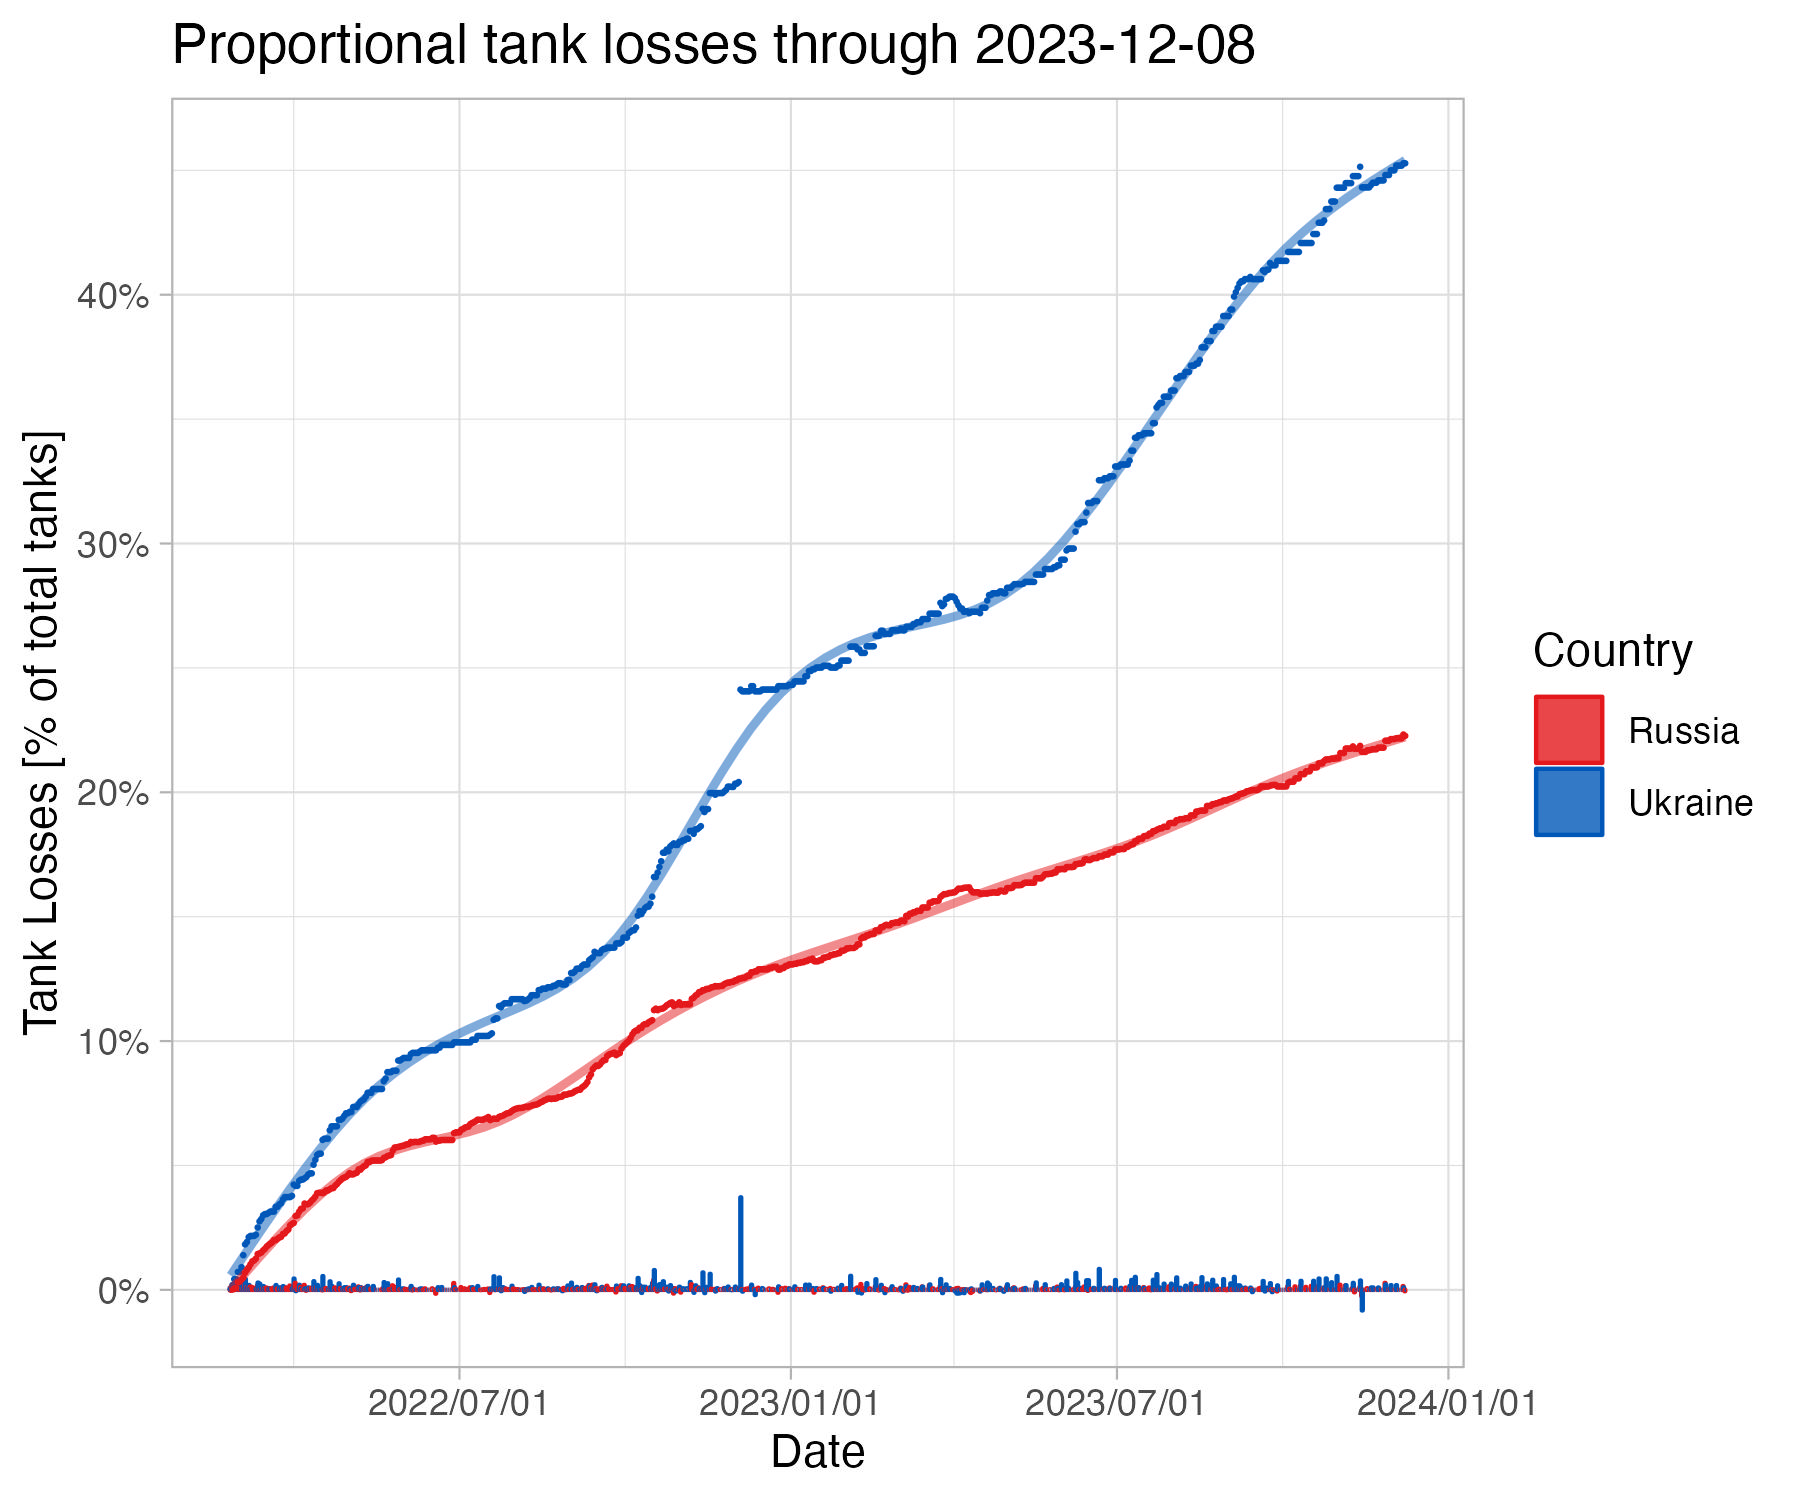 Proportional tank losses through 2023-12-08
Tank Losses [% of total tanks]
40%
30%
20%
10%
0%
2022/07/01
2023/01/01
2023/07/01
2024/01/01
Date
Country
Russia
Ukraine